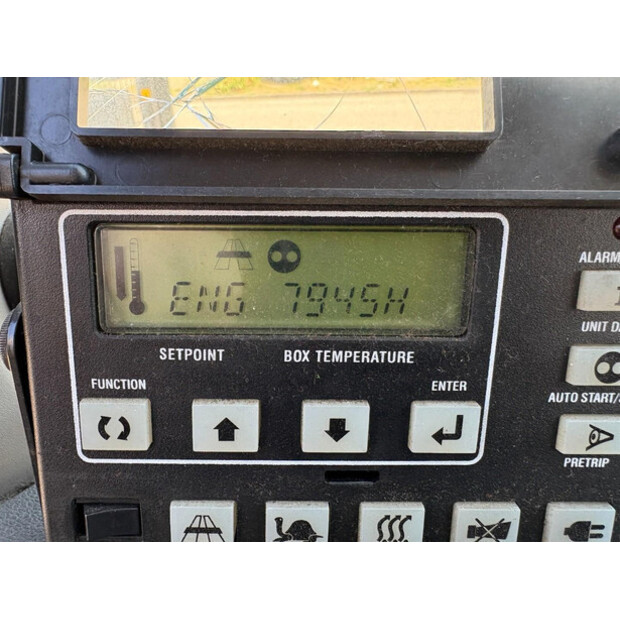 ENG 7945H
SETPOINT BOX TEMPERATURE
FUNCTION ENTER
ALARM
UNIT D
AUTO START/
PRETRIP